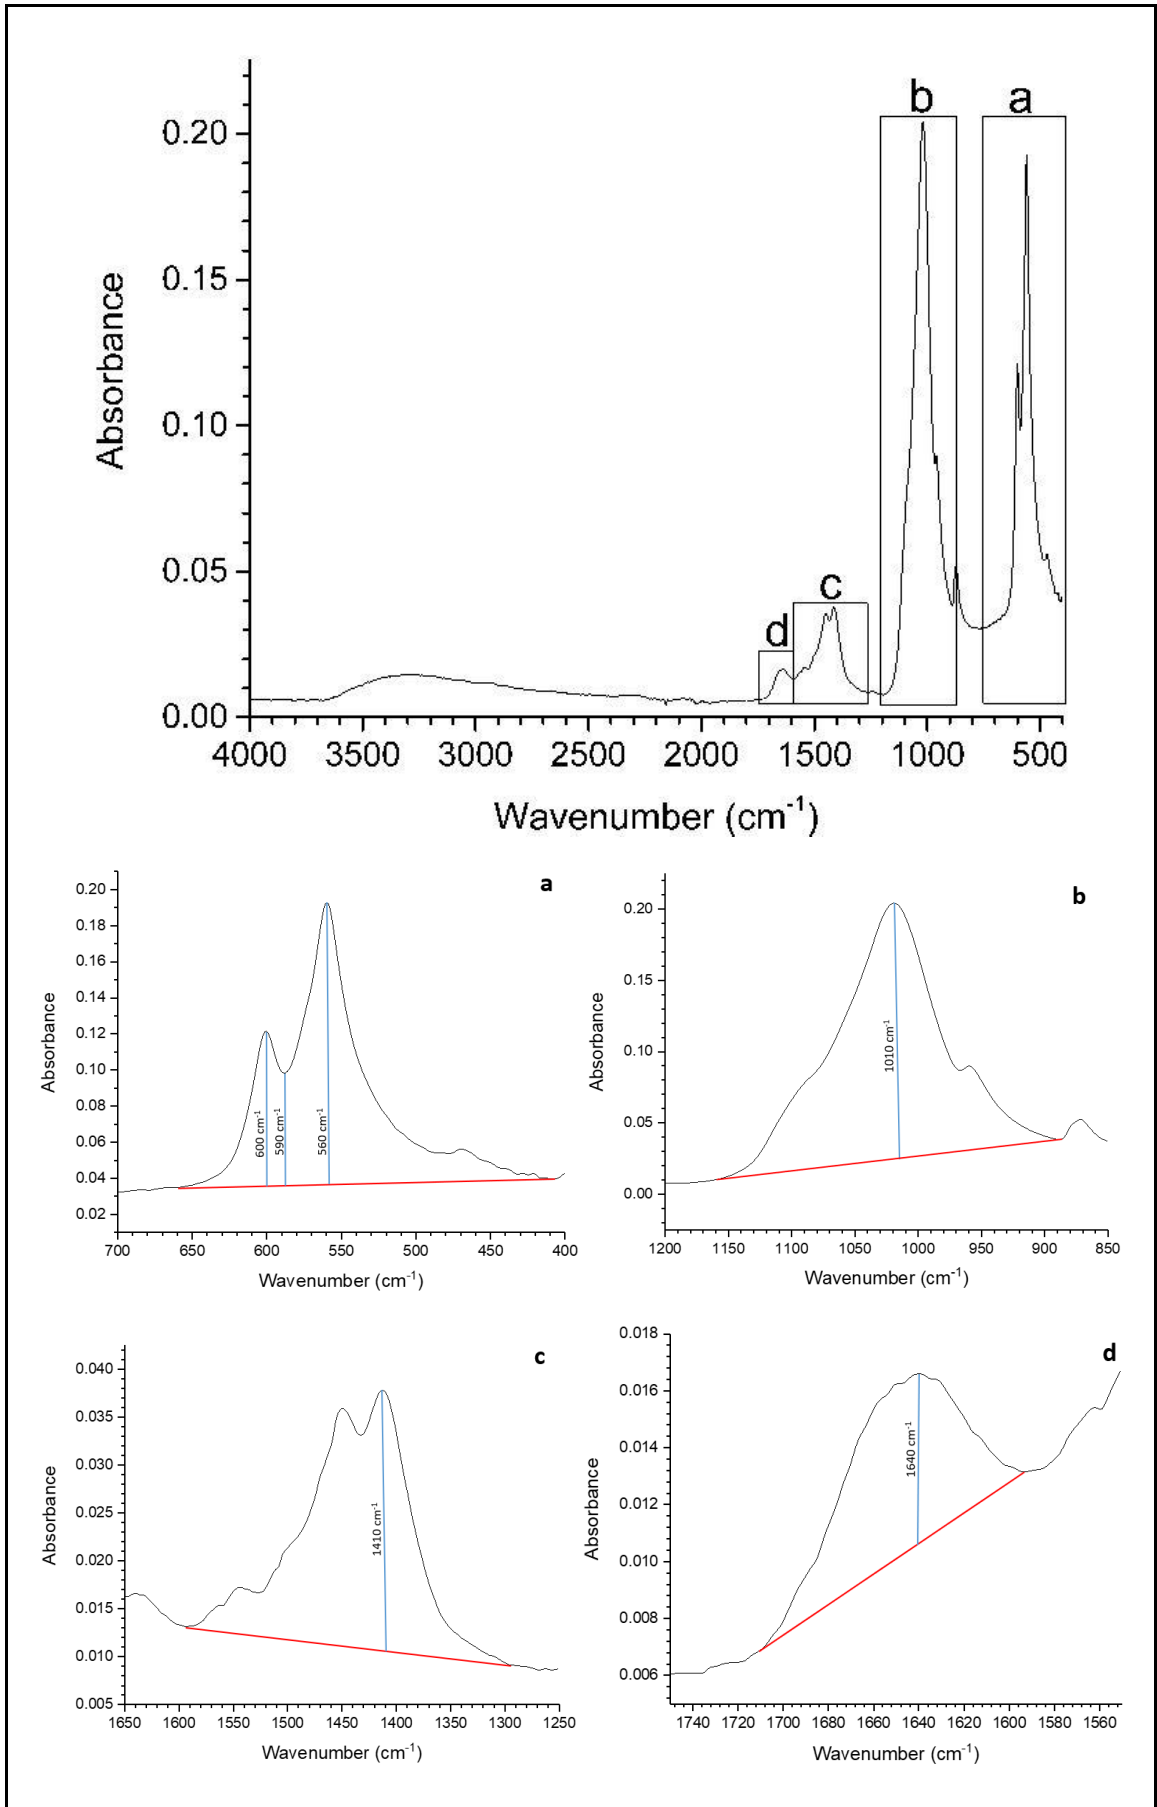 b
a
0.20
0.15
0.10
0.05
0.00
c
d
Absorbance
4000 3500 3000 2500 2000 1500 1000 500
Wavenumber (cm-1)
a
0.20
0.18
0.16
0.14
0.12
0.10
0.08
0.06
0.04
0.02
Absorbance
600 cm-1
590 cm-1
560 cm-1
700 650 600 550 500 450 400
Wavenumber (cm-1)
b
0.20
0.15
0.10
0.05
0.00
Absorbance
1010 cm-1
1200 1150 1100 1050 1000 950 900 850
Wavenumber (cm-1)
c
0.040
0.035
0.030
0.025
0.020
0.015
0.010
0.005
Absorbance
1410 cm-1
1650 1600 1550 1500 1450 1400 1350 1300 1250
Wavenumber (cm-1)
d
0.018
0.016
0.014
0.012
0.010
0.008
0.006
Absorbance
1640 cm-1
1740 1720 1700 1680 1660 1640 1620 1600 1580 1560
Wavenumber (cm-1)